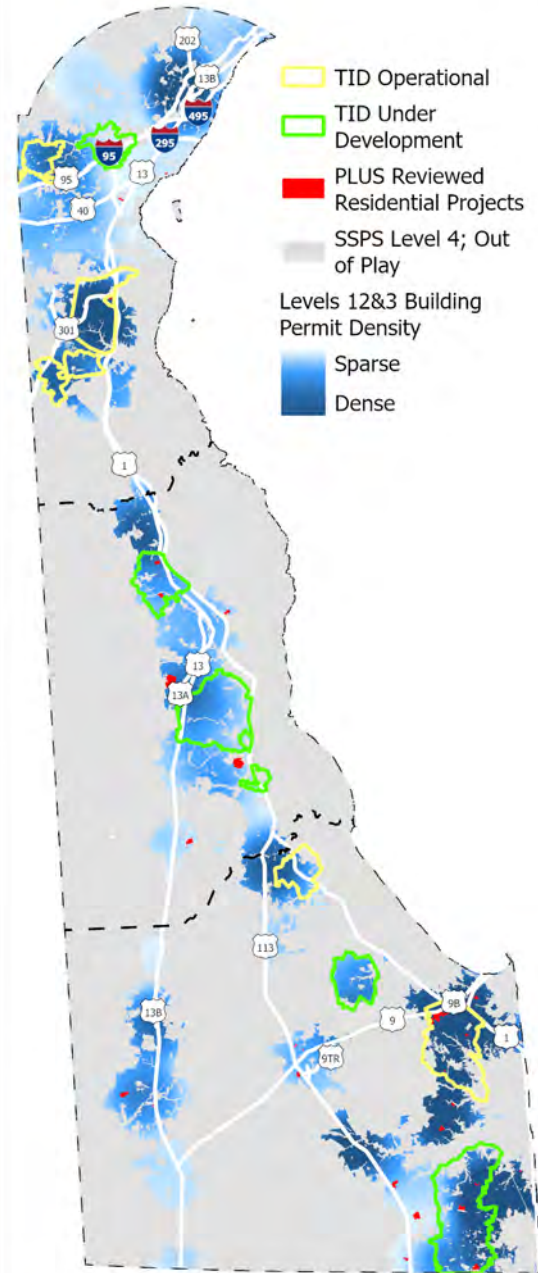 202
13B
495
295
95
13
95
40
301
1
13
13A
113
13B
9
9B
1
9TR
TID Operational
TID Under
Development
PLUS Reviewed
Residential Projects
SSPS Level 4; Out
of Play
Levels 12&3 Building
Permit Density
Sparse
Dense